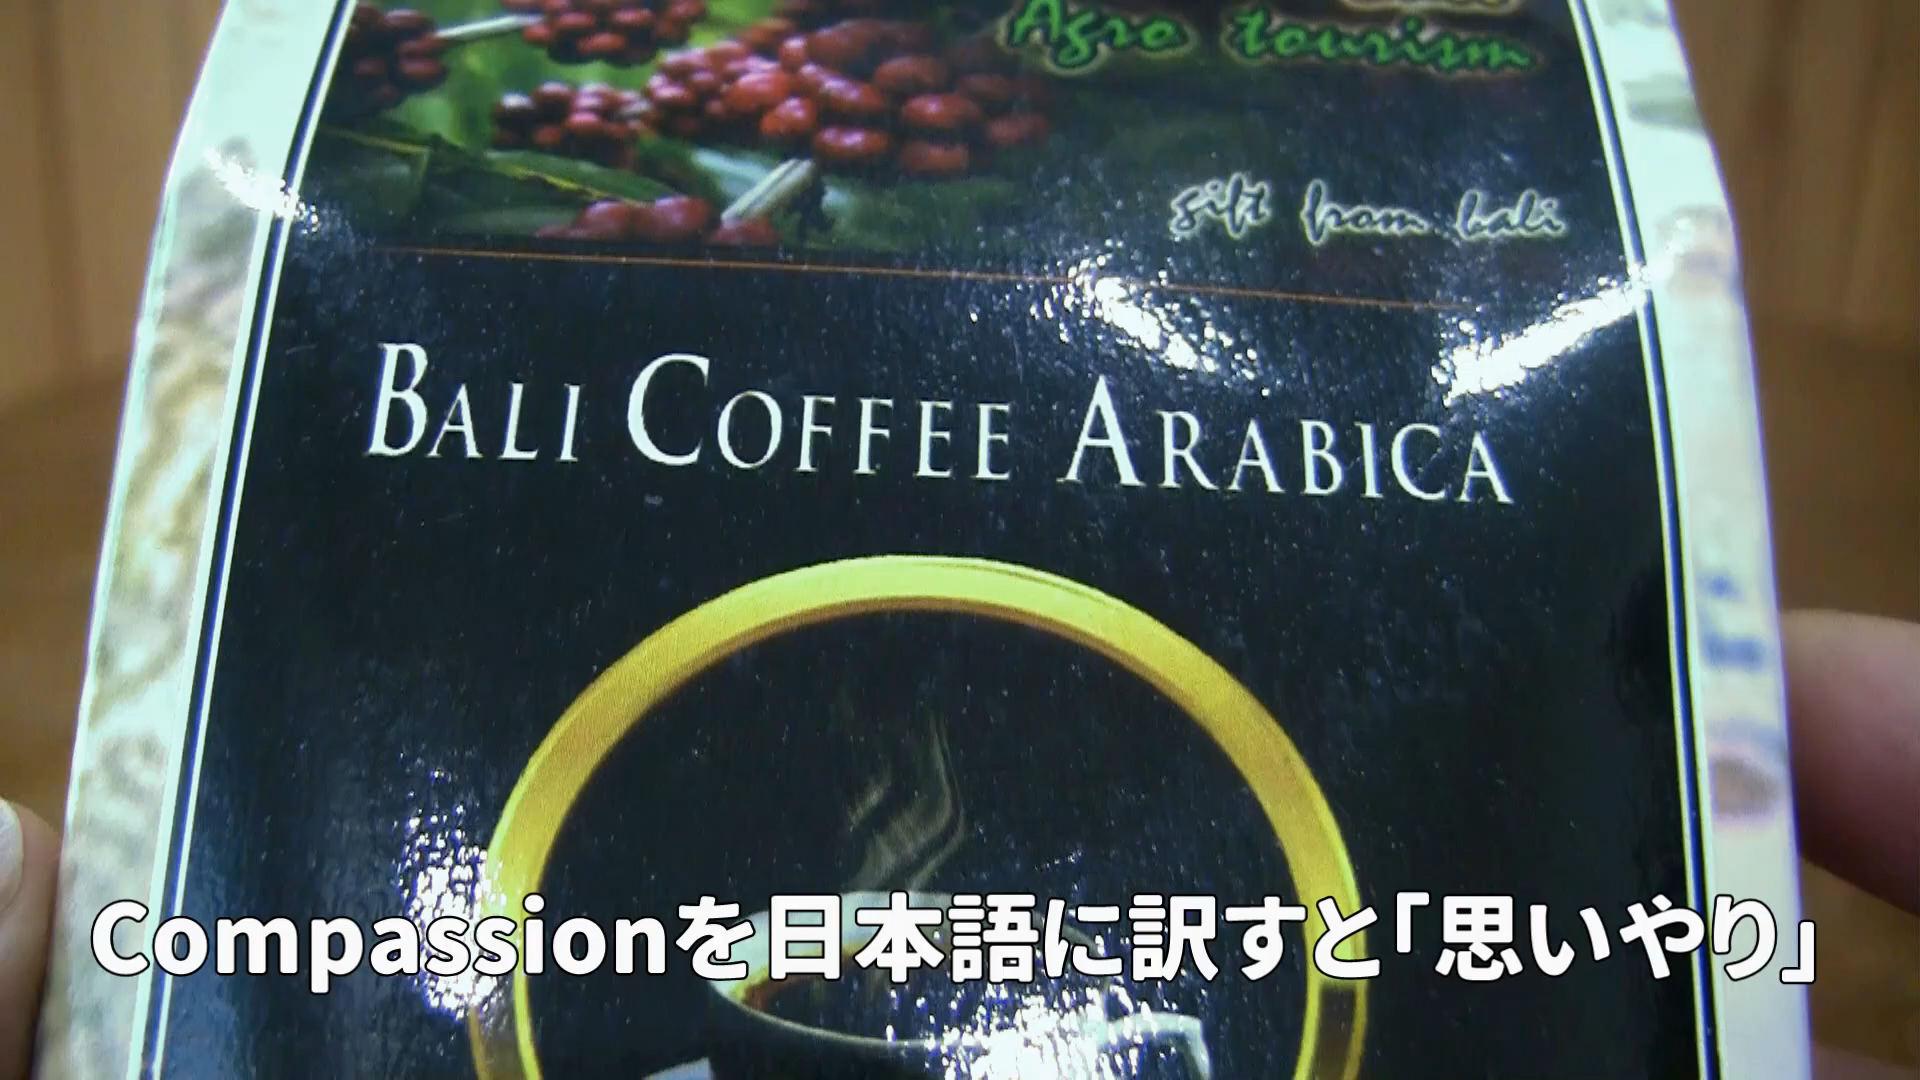 Agro tourism
gift from bali
BALI COFFEE ARABICA
Compassionを日本語に訳すと「思いやり」